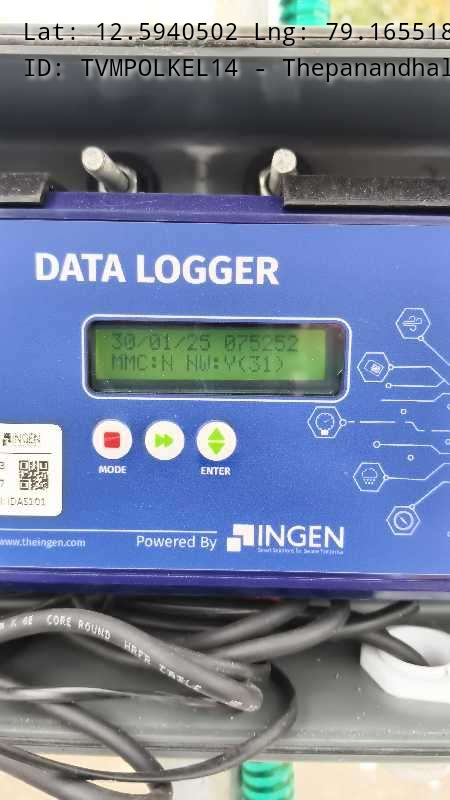 Lat: 12.5940502 Lng: 79.165518
ID: TVMPOLKEL14 - Thepanandhal
DATA LOGGER
30/01/25 075252
MMC:N NW:Y(31)
MODE
ENTER
INGEN
IDAS101
www.theingen.com
Powered By INGEN